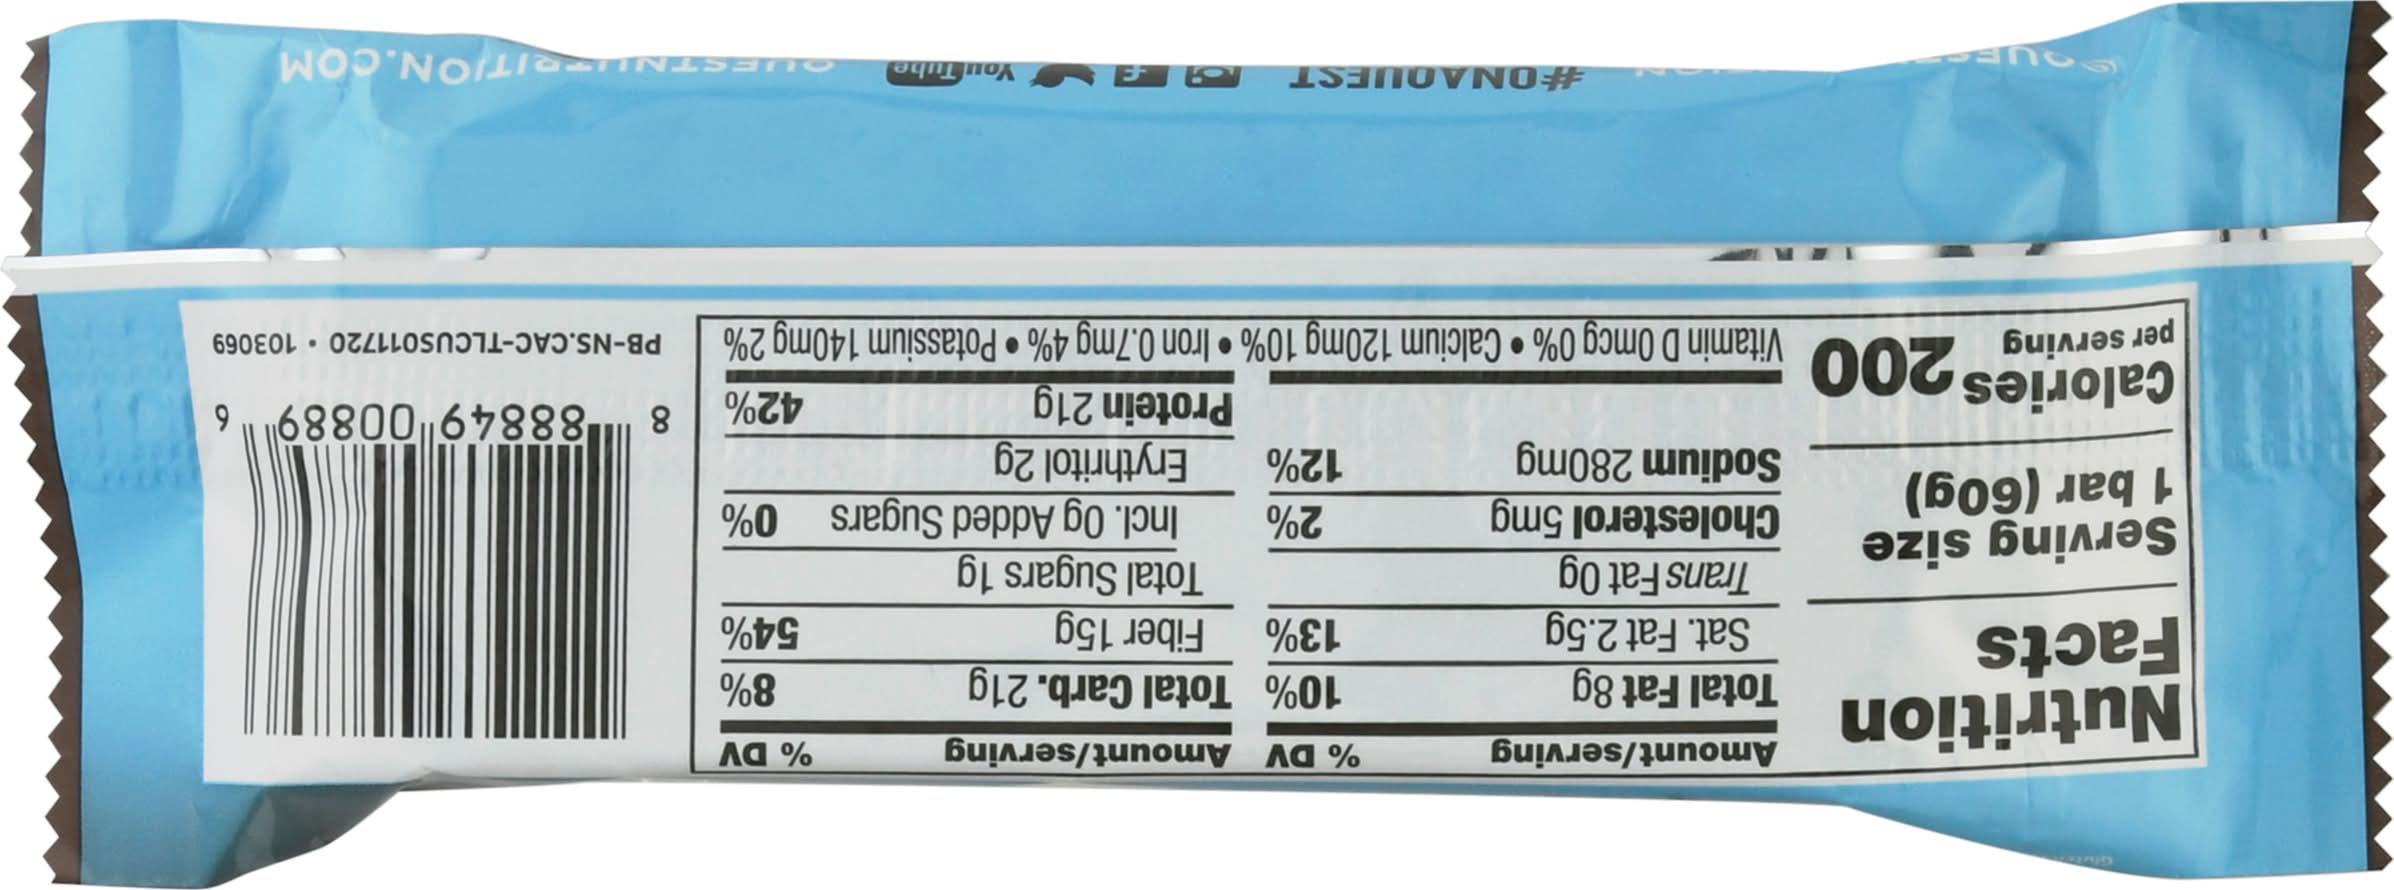 Nutrition
Facts
Serving size
1 bar (60g)
Calories 200
per serving
Amount/serving % DV
Total Fat 8g 10%
Sat. Fat 2.5g 13%
Trans Fat 0g
Cholesterol 5mg 2%
Sodium 280mg 12%
Amount/serving % DV
Total Carb. 21g 8%
Fiber 15g 54%
Total Sugars 1g
Incl. 0g Added Sugars 0%
Erythritol 2g
Protein 21g 42%
Vitamin D 0mcg 0% • Calcium 120mg 10% • Iron 0.7mg 4% • Potassium 140mg 2%
8 88849 00889 6
PB-NS.CAC-TLCUS011720 • 103069
#ONAQUEST
YouTube
QUESTNUTRITION.COM